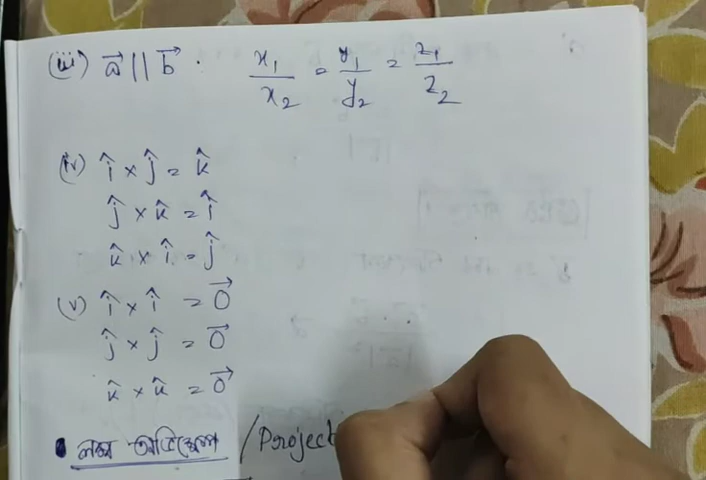 (iii) a⃗ || b⃗ . x₁/x₂ = y₁/y₂ = z₁/z₂
(iv) î × ĵ = k̂
ĵ × k̂ = î
k̂ × î = ĵ
(v) î × î = 0⃗
ĵ × ĵ = 0⃗
k̂ × k̂ = 0⃗
লম্ব অভিক্ষেপ / Project